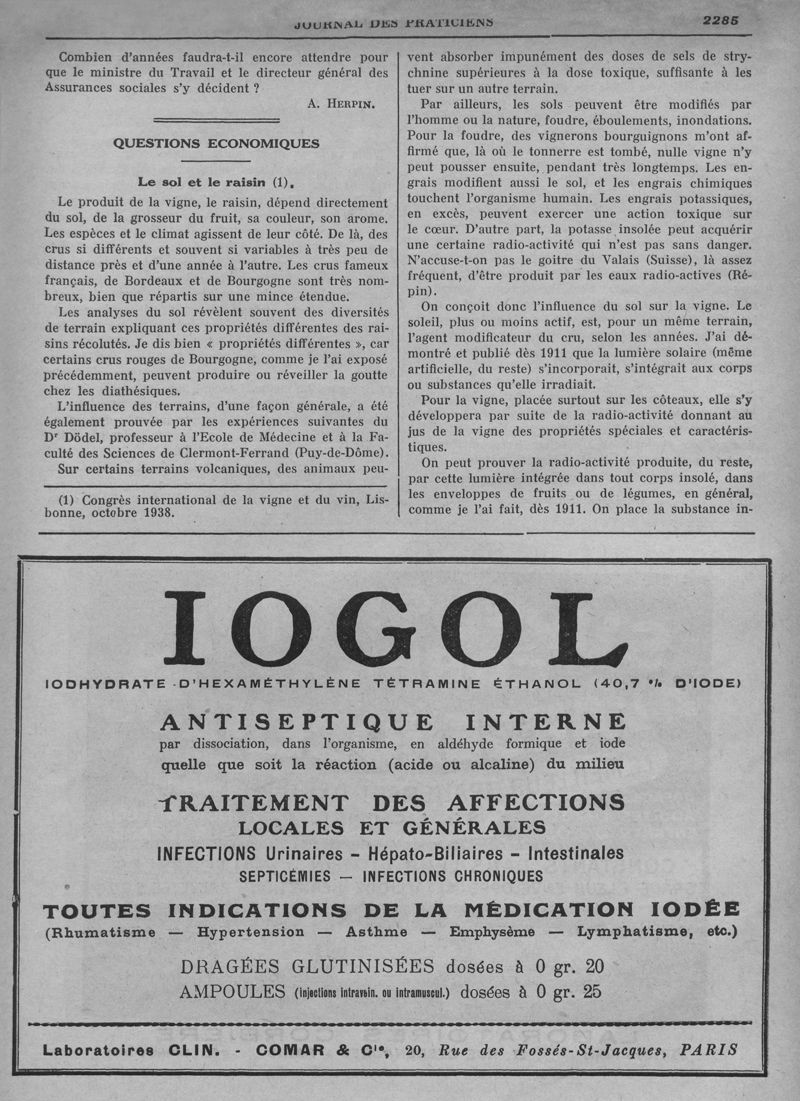 JOURNAL DES PRATICIENS 2285
Combien d'années faudra-t-il encore attendre pour
que le ministre du Travail et le directeur général des
Assurances sociales s'y décident ?
A. HERPIN.
QUESTIONS ECONOMIQUES
Le sol et le raisin (1).
Le produit de la vigne, le raisin, dépend directement
du sol, de la grosseur du fruit, sa couleur, son arome.
Les espèces et le climat agissent de leur côté. De là, des
crus si différents et souvent si variables à très peu de
distance près et d'une année à l'autre. Les crus fameux
français, de Bordeaux et de Bourgogne sont très nom-
breux, bien que répartis sur une mince étendue.
Les analyses du sol révèlent souvent des diversités
de terrain expliquant ces propriétés différentes des rai-
sins récolutés. Je dis bien « propriétés différentes », car
certains crus rouges de Bourgogne, comme je l'ai exposé
précédemment, peuvent produire ou réveiller la goutte
chez les diathésiques.
L'influence des terrains, d'une façon générale, a été
également prouvée par les expériences suivantes du
Dr Dödel, professeur à l'Ecole de Médecine et à la Fa-
culté des Sciences de Clermont-Ferrand (Puy-de-Dôme).
Sur certains terrains volcaniques, des animaux peu-
(1) Congrès international de la vigne et du vin, Lis-
bonne, octobre 1938.
vent absorber impunément des doses de sels de stry-
chnine supérieures à la dose toxique, suffisante à les
tuer sur un autre terrain.
Par ailleurs, les sols peuvent être modifiés par
l'homme ou la nature, foudre, éboulements, inondations.
Pour la foudre, des vignerons bourguignons m'ont af-
firmé que, là où le tonnerre est tombé, nulle vigne n'y
peut pousser ensuite, pendant très longtemps. Les en-
grais modifient aussi le sol, et les engrais chimiques
touchent l'organisme humain. Les engrais potassiques,
en excès, peuvent exercer une action toxique sur
le cœur. D'autre part, la potasse insolée peut acquérir
une certaine radio-activité qui n'est pas sans danger.
N'accuse-t-on pas le goitre du Valais (Suisse), là assez
fréquent, d'être produit par les eaux radio-actives (Ré-
pin).
On conçoit donc l'influence du sol sur la vigne. Le
soleil, plus ou moins actif, est, pour un même terrain,
l'agent modificateur du cru, selon les années. J'ai dé-
montré et publié dès 1911 que la lumière solaire (même
artificielle, du reste) s'incorporait, s'intégrait aux corps
ou substances qu'elle irradiait.
Pour la vigne, placée surtout sur les côteaux, elle s'y
développera par suite de la radio-activité donnant au
jus de la vigne des propriétés spéciales et caractéris-
tiques.
On peut prouver la radio-activité produite, du reste,
par cette lumière intégrée dans tout corps insolé, dans
les enveloppes de fruits ou de légumes, en général,
comme je l'ai fait, dès 1911. On place la substance in-
IOGOL
IODHYDRATE D'HEXAMÉTHYLÈNE TÉTRAMINE ÉTHANOL (40,7 % D'IODE)
ANTISEPTIQUE INTERNE
par dissociation, dans l'organisme, en aldéhyde formique et iode
quelle que soit la réaction (acide ou alcaline) du milieu
TRAITEMENT DES AFFECTIONS
LOCALES ET GÉNÉRALES
INFECTIONS Urinaires - Hépato-Biliaires - Intestinales
SEPTICÉMIES — INFECTIONS CHRONIQUES
TOUTES INDICATIONS DE LA MÉDICATION IODÉE
(Rhumatisme — Hypertension — Asthme — Emphysème — Lymphatisme, etc.)
DRAGÉES GLUTINISÉES dosées à 0 gr. 20
AMPOULES (injections intravein. ou intramuscul.) dosées à 0 gr. 25
Laboratoires CLIN. - COMAR & Cie, 20, Rue des Fossés-St-Jacques, PARIS